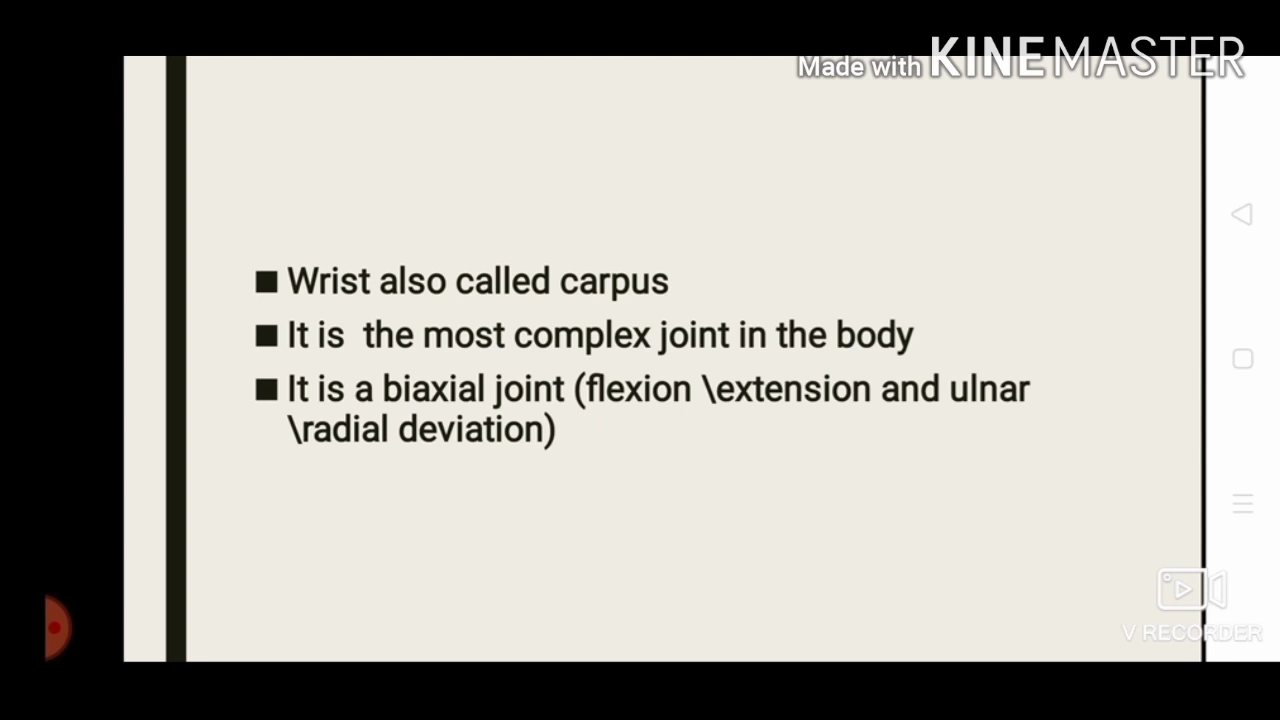 Made with KINEMASTER
■ Wrist also called carpus
■ It is  the most complex joint in the body
■ It is a biaxial joint (flexion \extension and ulnar
\radial deviation)
V RECORDER